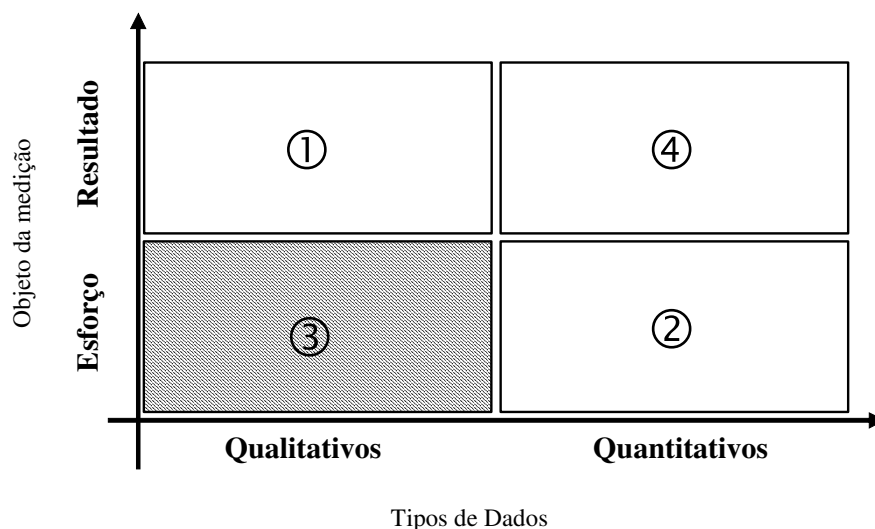 Objeto da medição
Resultado
Esforço
①
④
③
②
Qualitativos
Quantitativos
Tipos de Dados